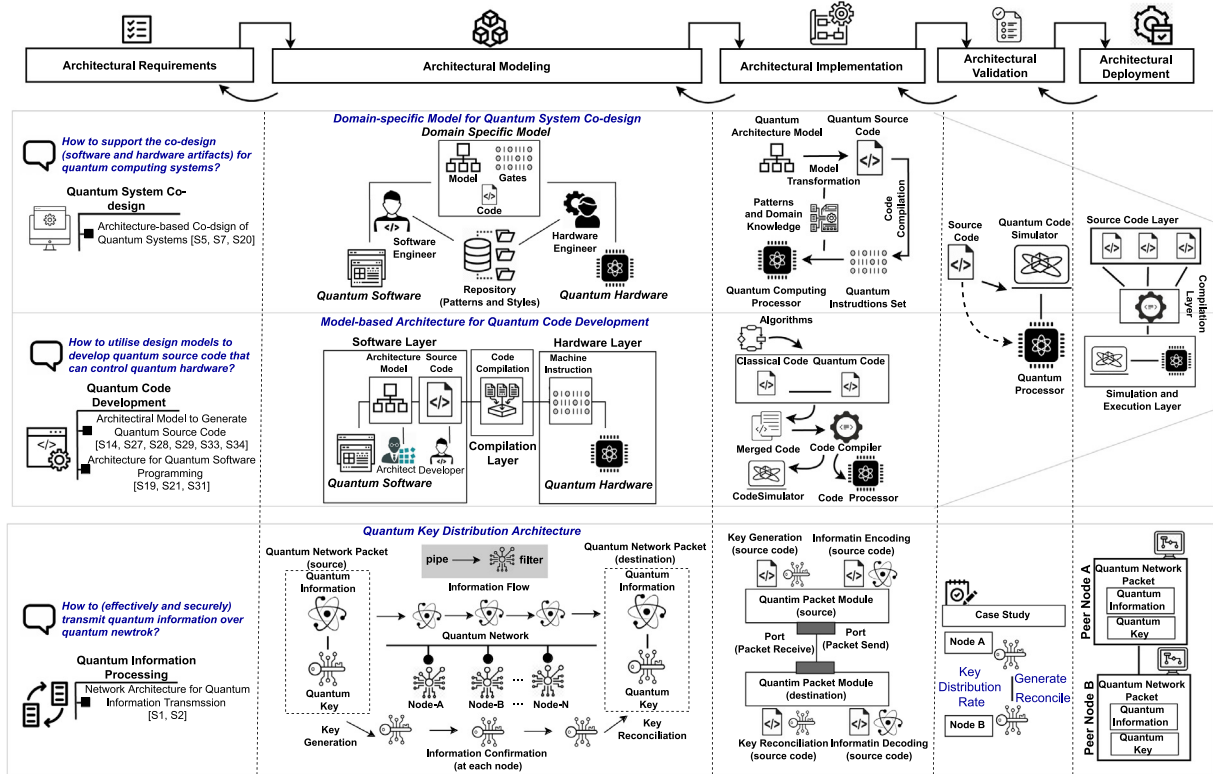 Architectural Requirements
Architectural Modeling
Architectural Implementation
Architectural
Validation
Architectural
Deployment
How to support the co-design
(software and hardware artifacts) for
quantum computing systems?
Quantum System Co-
design
Architecture-based Co-dsign of
Quantum Systems [S5, S7, S20]
Domain-specific Model for Quantum System Co-design
Domain Specific Model
Model
Gates
Code
Software
Engineer
Hardware
Engineer
Repository
(Patterns and Styles)
Quantum Software
Quantum Hardware
Quantum
Architecture Model
Quantum Source
Code
Model
Transformation
Patterns and
Domain
Knowledge
Code
Compilation
Quantum Computing
Processor
Quantum
Instrudtions Set
Source
Code
Quantum Code
Simulator
Quantum
Processor
Source Code Layer
Compilation
Layer
Simulation and
Execution Layer
How to utilise design models to
develop quantum source code that
can control quantum hardware?
Quantum Code
Development
Architectiral Model to Generate
Quantum Source Code
[S14, S27, S28, S29, S33, S34]
Architecture for Quantum Software
Programming
[S19, S21, S31]
Model-based Architecture for Quantum Code Development
Software Layer
Hardware Layer
Architecture
Model
Source
Code
Code
Compilation
Machine
Instruction
Architect
Developer
Compilation
Layer
Quantum Software
Quantum Hardware
Algorithms
Classical Code
Quantum Code
Merged Code
Code Compiler
CodeSimulator
Code Processor
How to (effectively and securely)
transmit quantum information over
quantum newtrok?
Quantum Information
Processing
Network Architecture for Quantum
Information Transmssion
[S1, S2]
Quantum Key Distribution Architecture
Quantum Network Packet
(source)
Quantum
Information
Quantum
Key
pipe
filter
Information Flow
Quantum Network
Node-A
Node-B
...
...
Node-N
Quantum Network Packet
(destination)
Quantum
Information
Quantum
Key
Key
Generation
Information Confirmation
(at each node)
Key
Reconciliation
Key Generation
(source code)
Informatin Encoding
(source code)
Quantim Packet Module
(source)
Port
(Packet Receive)
Port
(Packet Send)
Quantim Packet Module
(destination)
Key Reconciliation
(source code)
Informatin Decoding
(source code)
Case Study
Node A
Key
Distribution
Rate
Generate
Reconcile
Node B
Peer Node A
Quantum Network
Packet
Quantum
Information
Quantum
Key
Peer Node B
Quantum Network
Packet
Quantum
Information
Quantum
Key